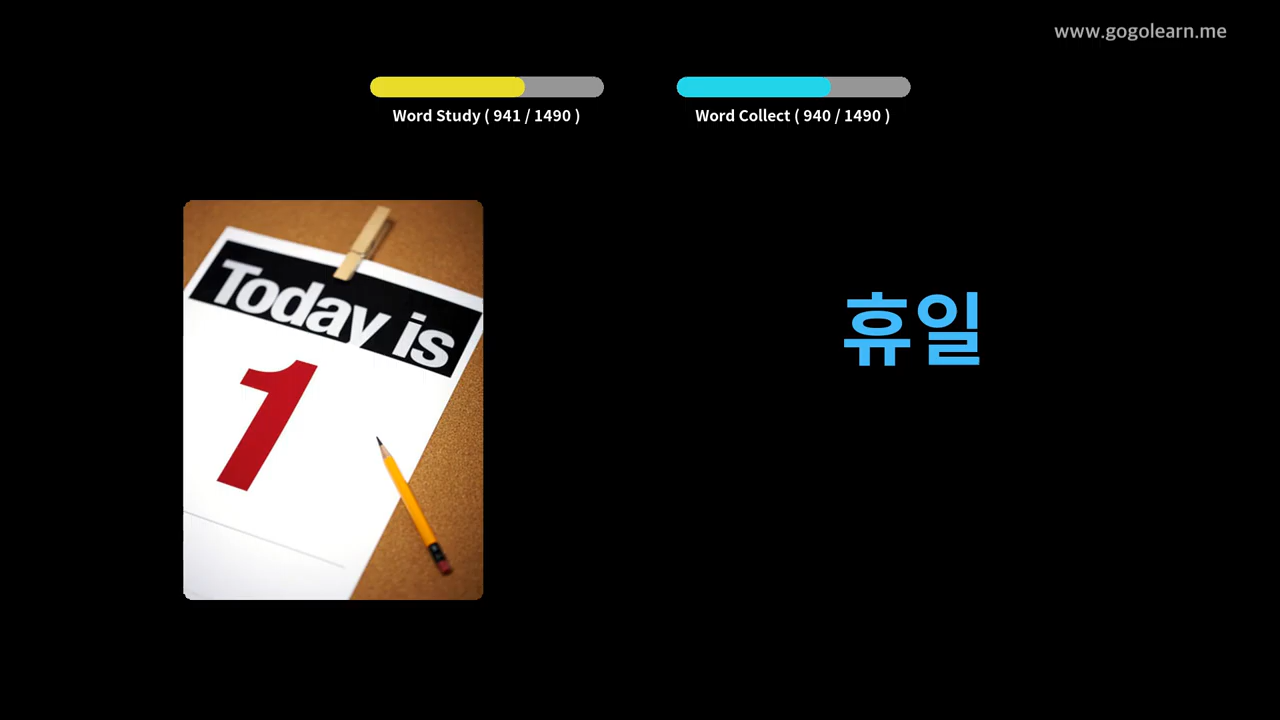 www.gogolearn.me
Word Study ( 941 / 1490 )
Word Collect ( 940 / 1490 )
Today is
1
휴일